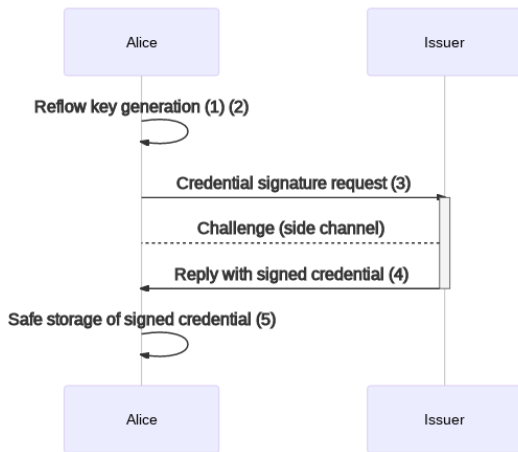 Alice
Issuer
Reflow key generation (1) (2)
Credential signature request (3)
Challenge (side channel)
Reply with signed credential (4)
Safe storage of signed credential (5)
Alice
Issuer